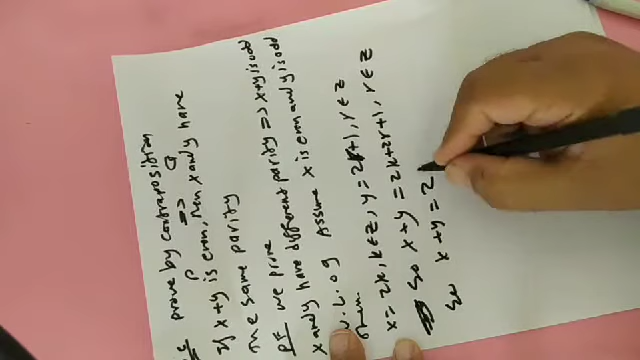 prove by contraposition
P => Q
If x+y is even, then x and y have
the same parity
PF we prove
x and y have different parity => x+y is odd
W.L.O.G Assume x is even and y is odd
Then
x = 2k, k∈Z, y = 2r+1, r∈Z
So x+y = 2k+2r+1, r∈Z
So x+y = 2